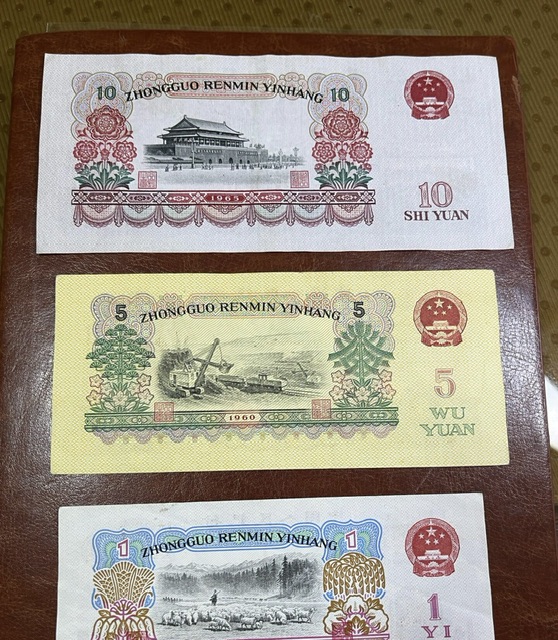 10 ZHONGGUO RENMIN YINHANG 10
1965
10
SHI YUAN
5 ZHONGGUO RENMIN YINHANG 5
1960
5
WU
YUAN
1 ZHONGGUO RENMIN YINHANG 1
1
YI